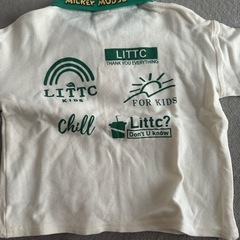 MICKEY MOUSE
LITTC
KIDS
LITTC
THANK YOU EVERYTHING
FOR KIDS
Chill
Littc?
Don't U know